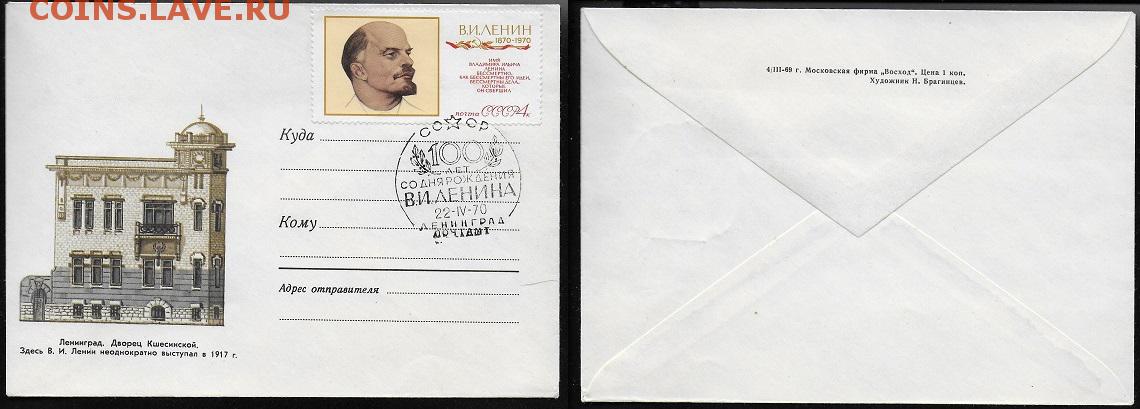 COINS.LAVE.RU
В.И.ЛЕНИН
1870-1970
ИМЯ
ВЛАДИМИРА ИЛЬИЧА
ЛЕНИНА
БЕССМЕРТНО,
КАК БЕССМЕРТНЫ ЕГО ИДЕИ,
БЕССМЕРТНЫ ДЕЛА,
КОТОРЫЕ
ОН СВЕРШИЛ
почта СССР 4к
Куда
100
ЛЕТ
СО ДНЯ РОЖДЕНИЯ
В.И.ЛЕНИНА
22-IV-70
ЛЕНИНГРАД
ПОЧТАМТ
Кому
Адрес отправителя
Ленинград. Дворец Кшесинской.
Здесь В. И. Ленин неоднократно выступал в 1917 г.
4/III-69 г. Московская фирма „Восход“. Цена 1 коп.
Художник Н. Брагинцев.